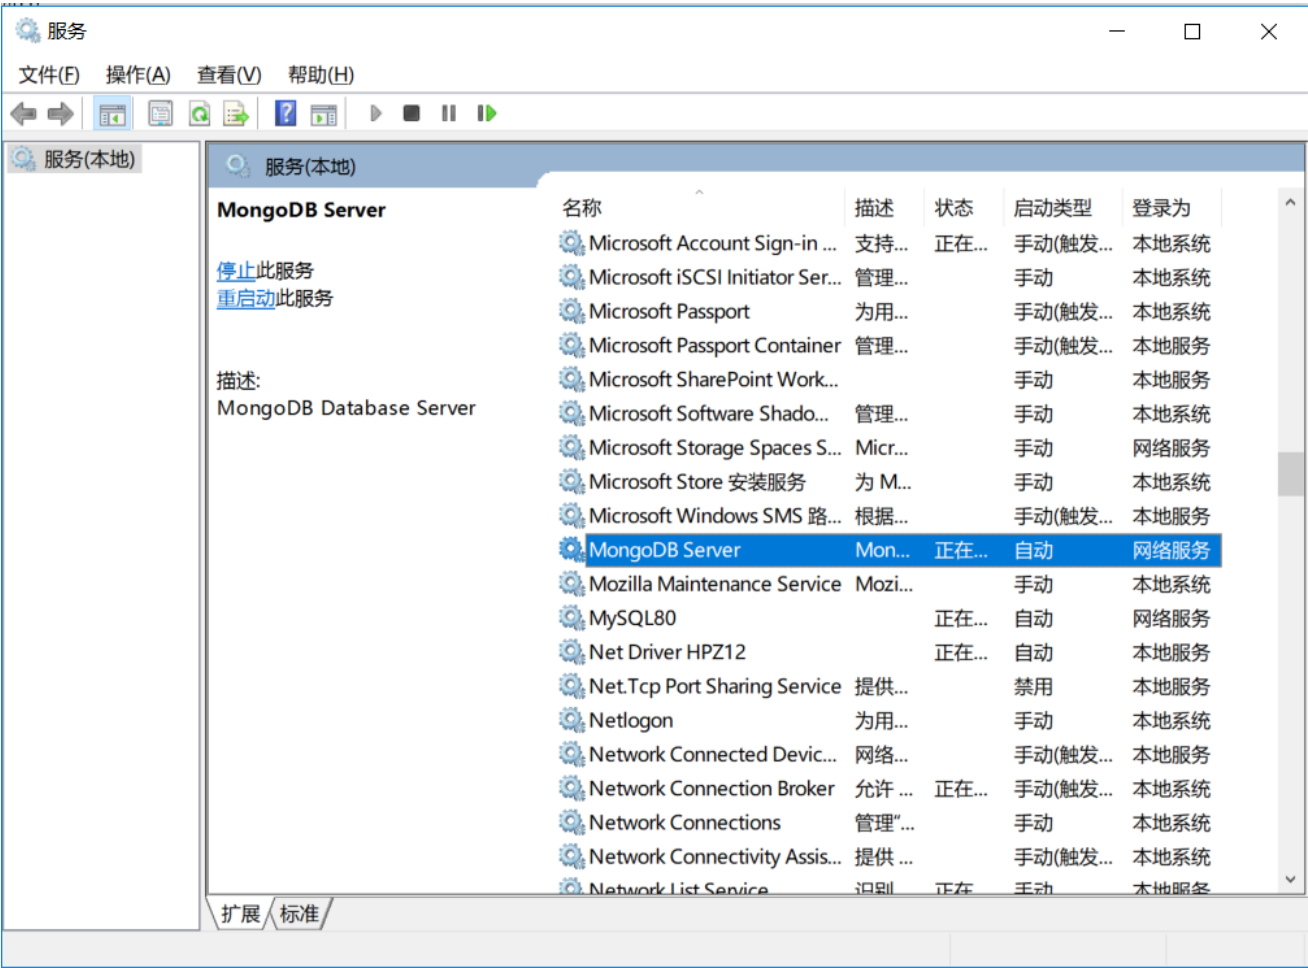 服务
文件(F) 操作(A) 查看(V) 帮助(H)
服务(本地)
服务(本地)
MongoDB Server
停止此服务
重启动此服务
描述:
MongoDB Database Server
名称 描述 状态 启动类型 登录为
Microsoft Account Sign-in ... 支持... 正在... 手动(触发... 本地系统
Microsoft iSCSI Initiator Ser... 管理... 手动 本地系统
Microsoft Passport 为用... 手动(触发... 本地系统
Microsoft Passport Container 管理... 手动(触发... 本地服务
Microsoft SharePoint Work... 手动 本地服务
Microsoft Software Shado... 管理... 手动 本地系统
Microsoft Storage Spaces S... Micr... 手动 网络服务
Microsoft Store 安装服务 为 M... 手动 本地系统
Microsoft Windows SMS 路... 根据... 手动(触发... 本地服务
MongoDB Server Mon... 正在... 自动 网络服务
Mozilla Maintenance Service Mozi... 手动 本地系统
MySQL80 正在... 自动 网络服务
Net Driver HPZ12 正在... 自动 本地服务
Net.Tcp Port Sharing Service 提供... 禁用 本地服务
Netlogon 为用... 手动 本地系统
Network Connected Devic... 网络... 手动(触发... 本地服务
Network Connection Broker 允许 ... 正在... 手动(触发... 本地系统
Network Connections 管理"... 手动 本地系统
Network Connectivity Assis... 提供 ... 手动(触发... 本地系统
Network List Service 识别 正在 手动 本地服务
扩展 标准